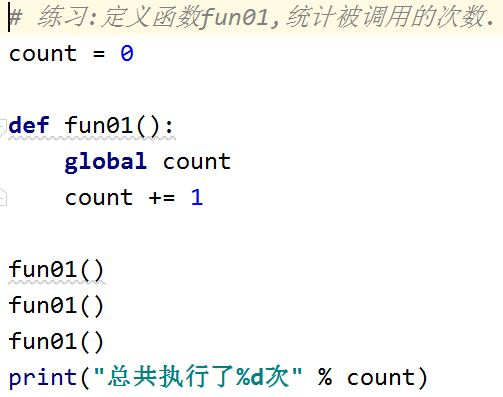 # 练习:定义函数fun01,统计被调用的次数.
count = 0
def fun01():
    global count
    count += 1
fun01()
fun01()
fun01()
print("总共执行了%d次" % count)